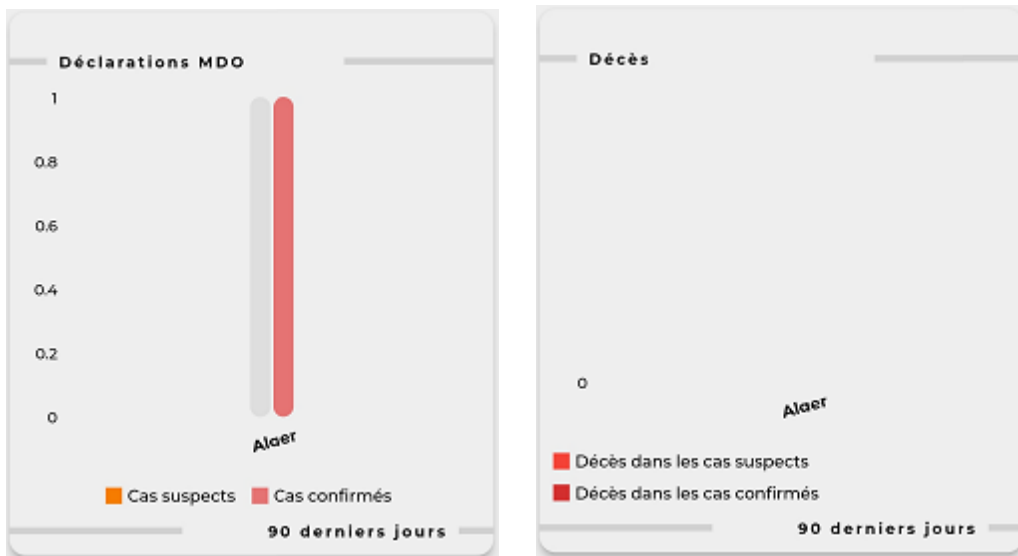 Déclarations MDO
1
0.8
0.6
0.4
0.2
0
Alger
Cas suspects
Cas confirmés
90 derniers jours
Décès
0
Alger
Décès dans les cas suspects
Décès dans les cas confirmés
90 derniers jours